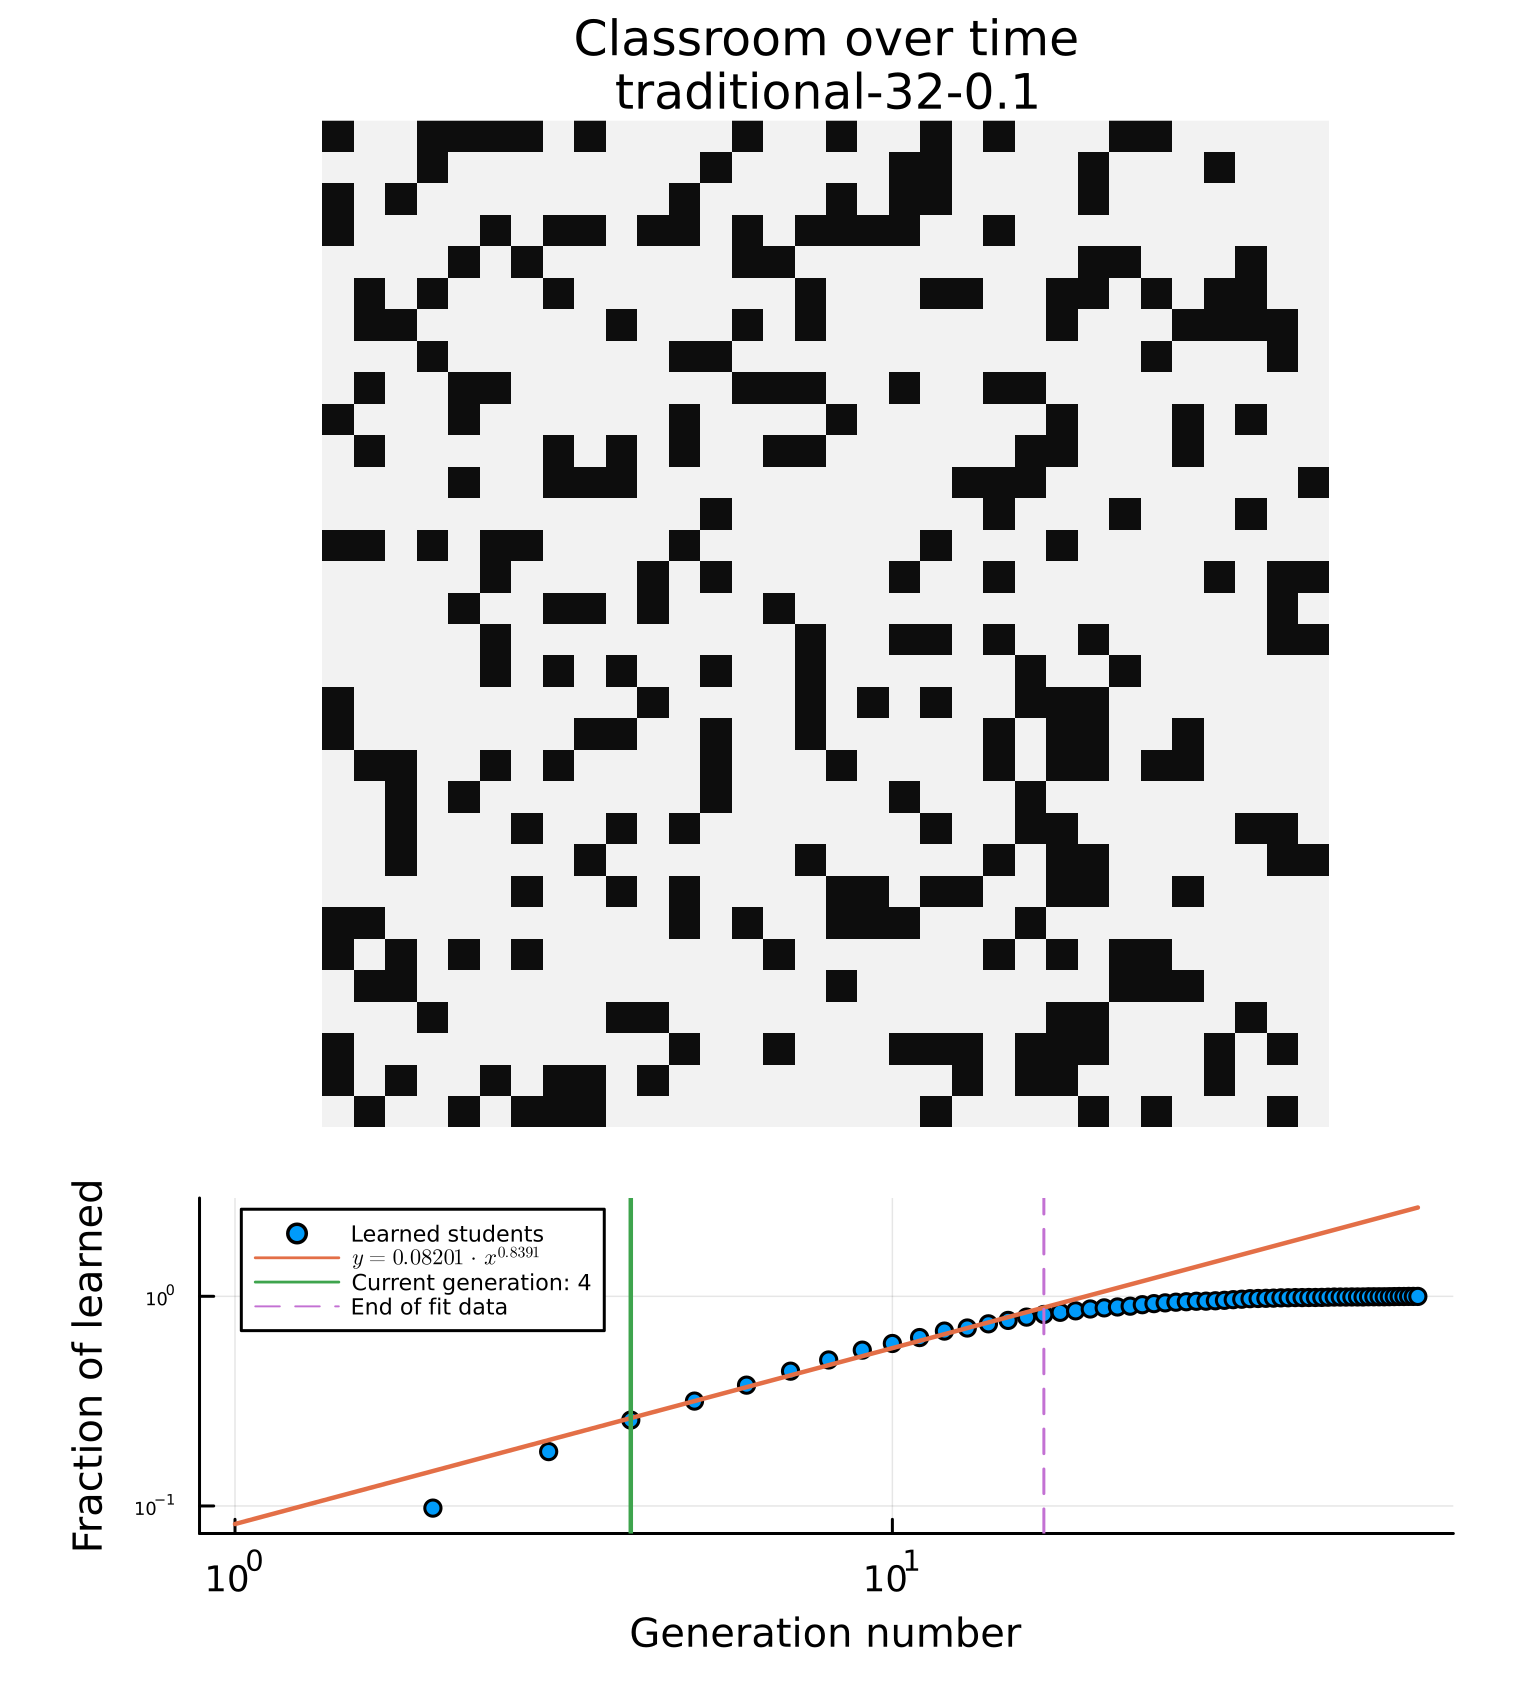 Classroom over time
traditional-32-0.1
Fraction of learned
Learned students
y = 0.08201 · x^0.8391
Current generation: 4
End of fit data
10^0
10^-1
10^0
10^1
Generation number